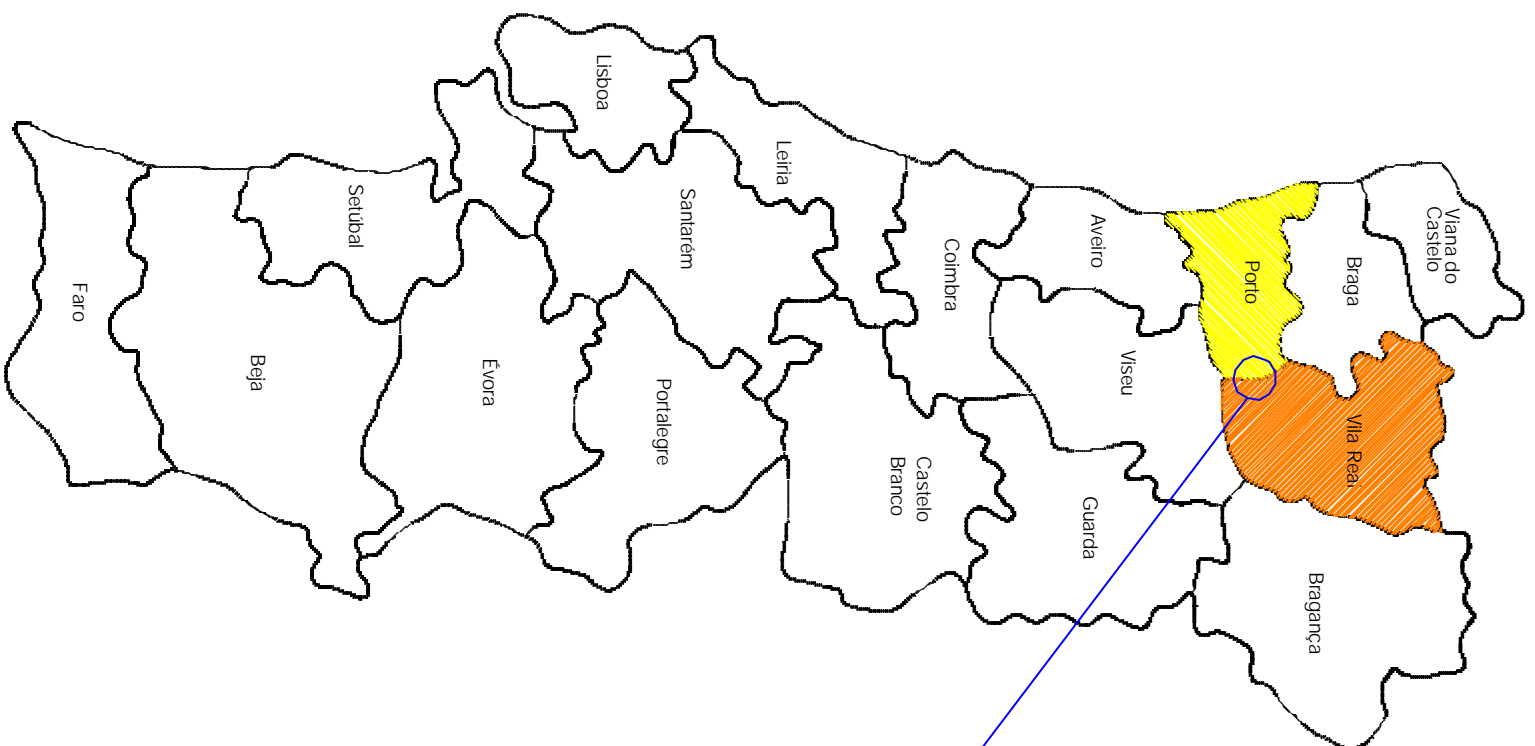 Viana do
Castelo
Braga
Porto
Vila Real
Bragança
Aveiro
Viseu
Guarda
Coimbra
Castelo
Branco
Leiria
Santarém
Lisboa
Portalegre
Setúbal
Évora
Beja
Faro